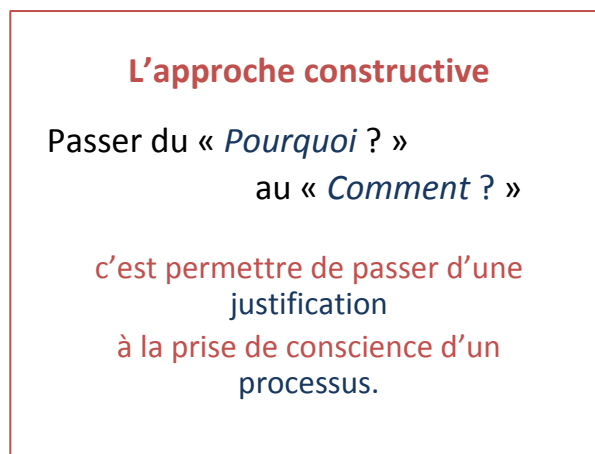 L’approche constructive
Passer du « Pourquoi ? »
au « Comment ? »
c’est permettre de passer d’une
justification
à la prise de conscience d’un
processus.